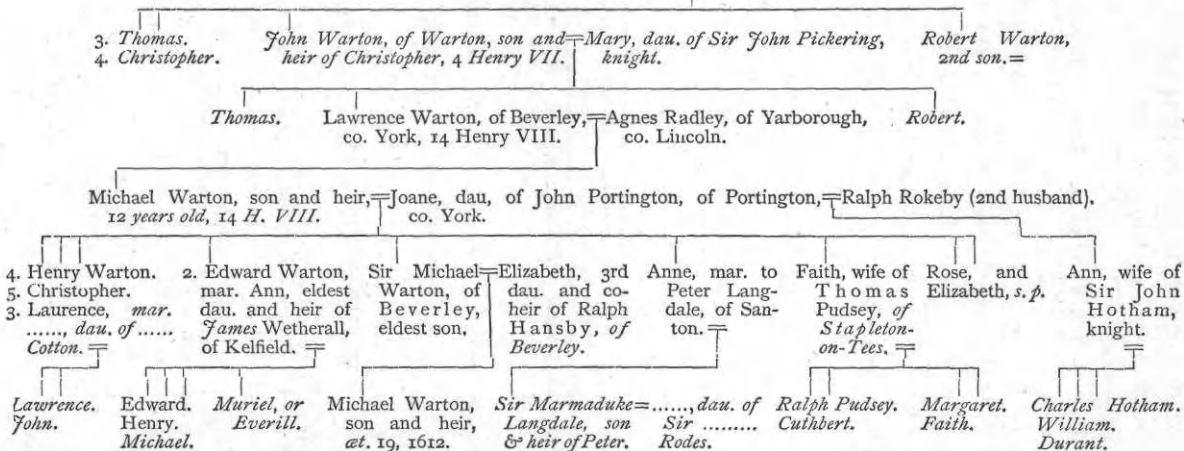 3. Thomas.
4. Christopher.
John Warton, of Warton, son and=Mary, dau. of Sir John Pickering,
heir of Christopher, 4 Henry VII. knight.
Robert Warton,
2nd son.=
Thomas.
Lawrence Warton, of Beverley,=Agnes Radley, of Yarborough,
co. York, 14 Henry VIII. co. Lincoln.
Robert.
Michael Warton, son and heir,=Joane, dau, of John Portington, of Portington,=Ralph Rokeby (2nd husband).
12 years old, 14 H. VIII. co. York.
4. Henry Warton.
5. Christopher.
3. Laurence, mar.
......, dau. of ......
Cotton. =
2. Edward Warton,
mar. Ann, eldest
dau. and heir of
James Wetherall,
of Kelfield. =
Sir Michael=Elizabeth, 3rd
Warton, of dau. and co-
Beverley, heir of Ralph
eldest son. Hansby, of
Beverley.
Anne, mar. to
Peter Lang-
dale, of San-
ton. =
Faith, wife of
Thomas
Pudsey, of
Stapleton-
on-Tees. =
Rose, and
Elizabeth, s.p.
Ann, wife of
Sir John
Hotham,
knight.
=
Lawrence.
John.
Edward.
Henry.
Michael.
Muriel, or
Everill.
Michael Warton,
son and heir,
æt. 19, 1612.
Sir Marmaduke=......, dau. of
Langdale, son Sir .........
& heir of Peter. Rodes.
Ralph Pudsey.
Cuthbert.
Margaret.
Faith.
Charles Hotham.
William.
Durant.